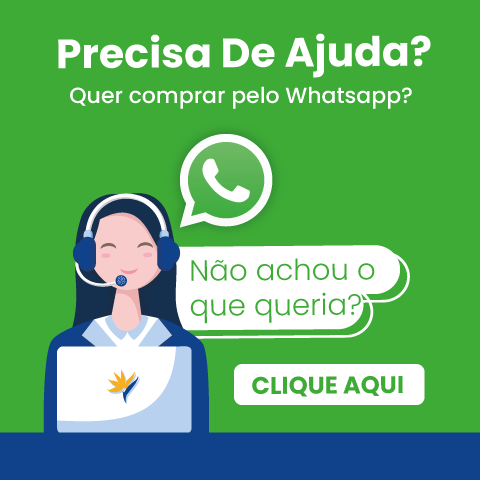 Precisa De Ajuda?
Quer comprar pelo Whatsapp?
Não achou o
que queria?
CLIQUE AQUI